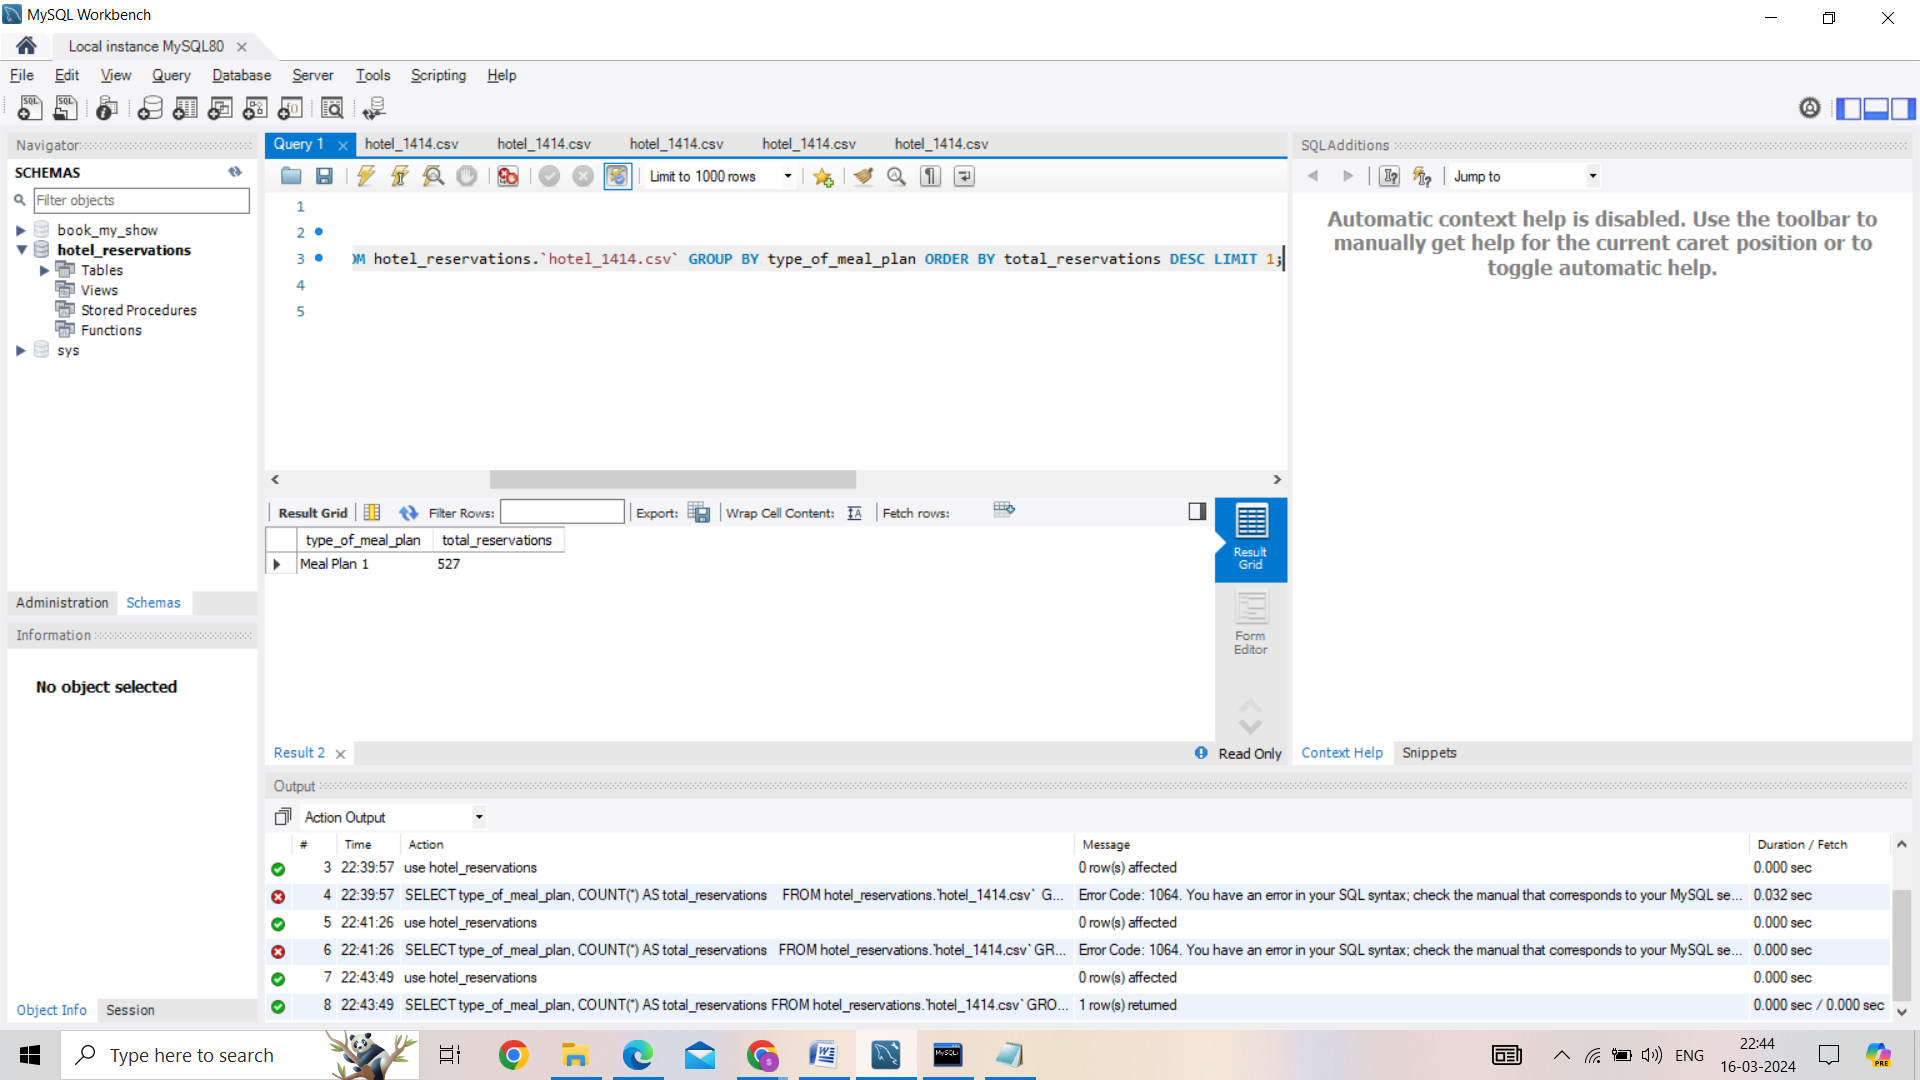 MySQL Workbench
Local instance MySQL80
File Edit View Query Database Server Tools Scripting Help
Navigator
SCHEMAS
Filter objects
book_my_show
hotel_reservations
Tables
Views
Stored Procedures
Functions
sys
Administration Schemas
Information
No object selected
Object Info Session
Query 1 hotel_1414.csv hotel_1414.csv hotel_1414.csv hotel_1414.csv hotel_1414.csv
Limit to 1000 rows
1
2
3 OM hotel_reservations.`hotel_1414.csv` GROUP BY type_of_meal_plan ORDER BY total_reservations DESC LIMIT 1;
4
5
Result Grid Filter Rows: Export: Wrap Cell Content: Fetch rows:
type_of_meal_plan total_reservations
Meal Plan 1 527
Result Grid
Form Editor
Result 2 Read Only
SQLAdditions
Jump to
Automatic context help is disabled. Use the toolbar to
manually get help for the current caret position or to
toggle automatic help.
Context Help Snippets
Output
Action Output
# Time Action Message Duration / Fetch
3 22:39:57 use hotel_reservations 0 row(s) affected 0.000 sec
4 22:39:57 SELECT type_of_meal_plan, COUNT(*) AS total_reservations FROM hotel_reservations.`hotel_1414.csv` G... Error Code: 1064. You have an error in your SQL syntax; check the manual that corresponds to your MySQL se... 0.032 sec
5 22:41:26 use hotel_reservations 0 row(s) affected 0.000 sec
6 22:41:26 SELECT type_of_meal_plan, COUNT(*) AS total_reservations FROM hotel_reservations.`hotel_1414.csv` GR... Error Code: 1064. You have an error in your SQL syntax; check the manual that corresponds to your MySQL se... 0.000 sec
7 22:43:49 use hotel_reservations 0 row(s) affected 0.000 sec
8 22:43:49 SELECT type_of_meal_plan, COUNT(*) AS total_reservations FROM hotel_reservations.`hotel_1414.csv` GRO... 1 row(s) returned 0.000 sec / 0.000 sec
Type here to search
ENG
22:44
16-03-2024